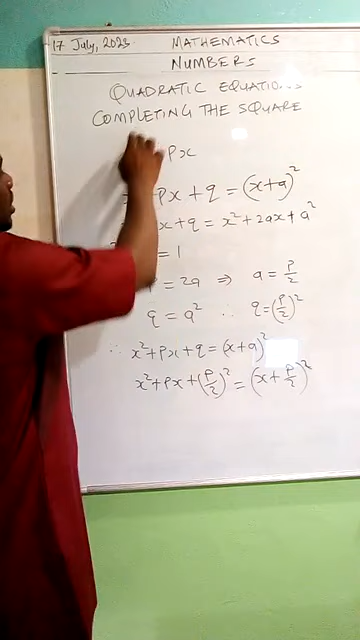 17 July, 2023 MATHEMATICS
NUMBERS
QUADRATIC EQUATIONS
COMPLETING THE SQUARE
Px
Px + q = (x+a)²
x + q = x² + 2ax + a²
= 1
= 2a ⇒ a = P/2
q = a² ∴ q = (P/2)²
∴ x² + Px + q = (x+a)²
x² + Px + (P/2)² = (x + P/2)²